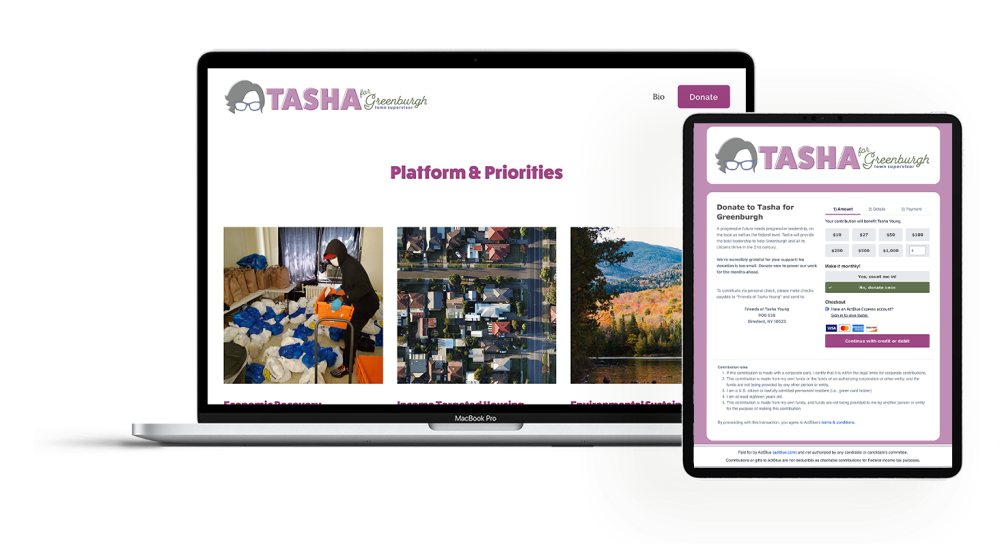 TASHA for Greenburgh
town supervisor
Bio
Donate
Platform & Priorities
MacBook Pro
TASHA for Greenburgh
town supervisor
Donate to Tasha for
Greenburgh
A progressive future needs progressive leadership, on
the local as well as the federal level. Tasha will provide
the bold leadership to help Greenburgh and all its
citizens thrive in the 21st century.
We're incredibly grateful for your support! No
donation is too small. Donate now to power our work
for the months ahead.
To contribute via personal check, please make checks
payable to "Friends of Tasha Young" and send to:
Friends of Tasha Young
Elmsford, NY 10523
1) Amount
2) Details
3) Payment
Your contribution will benefit Tasha Young.
$10
$27
$50
$100
$250
$500
$1,000
$
Make it monthly!
Yes, count me in!
No, donate once
Checkout
Have an ActBlue Express account?
Sign in to give faster.
VISA
Continue with credit or debit
Contribution rules
1. If this contribution is made with a corporate card, I certify that it is within the legal limits for corporate contributions.
2. This contribution is made from my own funds or the funds of an authorizing corporation or other entity, and the
funds are not being provided by any other person or entity.
3. I am a U.S. citizen or lawfully admitted permanent resident (i.e., green card holder).
4. I am at least eighteen years old.
5. This contribution is made from my own funds, and funds are not being provided to me by another person or entity
for the purpose of making this contribution.
By proceeding with this transaction, you agree to ActBlue's terms & conditions.
Paid for by ActBlue (actblue.com) and not authorized by any candidate or candidate's committee.
Contributions or gifts to ActBlue are not deductible as charitable contributions for Federal income tax purposes.